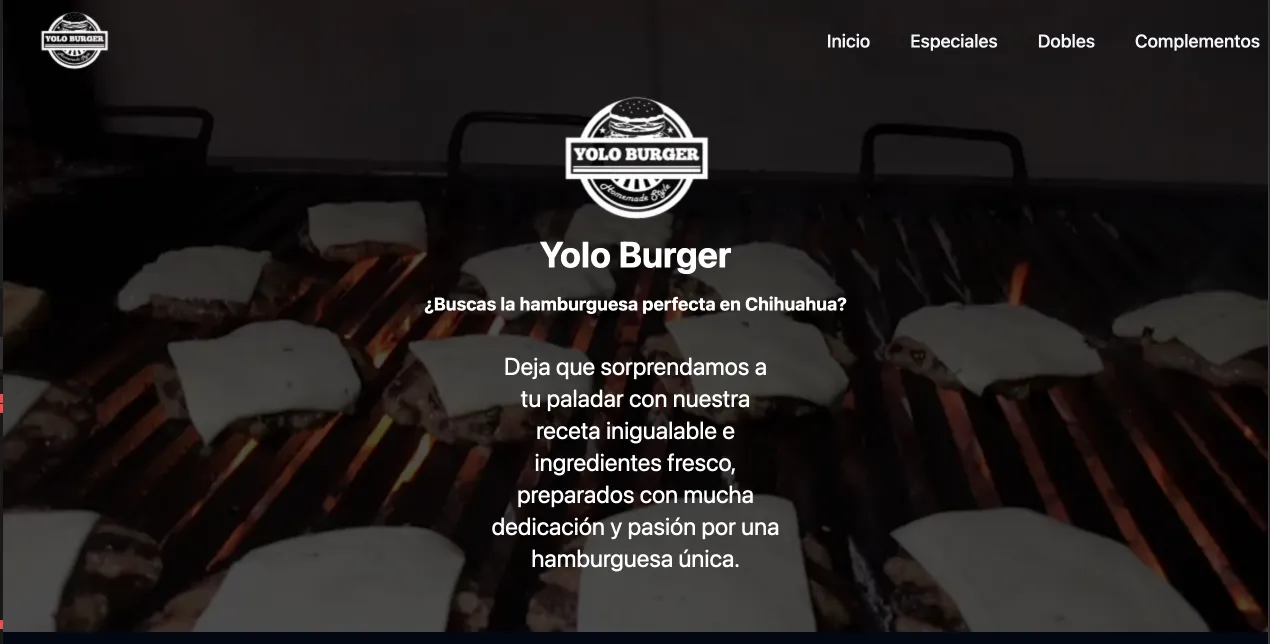 YOLO BURGER
Homemade Style
Inicio Especiales Dobles Complementos
YOLO BURGER
Homemade Style
Yolo Burger
¿Buscas la hamburguesa perfecta en Chihuahua?
Deja que sorprendamos a
tu paladar con nuestra
receta inigualable e
ingredientes fresco,
preparados con mucha
dedicación y pasión por una
hamburguesa única.